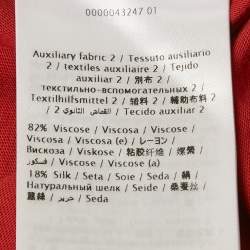 0000043247 01
Auxiliary fabric 2 / Tessuto ausiliario
2 / textiles auxiliaire 2 / Tejido
auxiliar 2 / 別布 2 /
текстильно-вспомогательных 2 /
Textilhilfsmittel 2 / 辅料 2 / 輔助布料
2 / القماش الثانوي 2 / Tecido auxiliar 2
82% Viscose / Viscosa / Viscose /
Viscosa / Viscosa (e) / レーヨン /
Вискоза / Viskose / 粘胶纤维 / 嫘縈 /
فسكوز / Viscose / Viscose (a)
18% Silk / Seta / Soie / Seda / 絹 /
Натуральный шелк / Seide / 桑蚕丝 /
蠶絲 / حرير / Seda